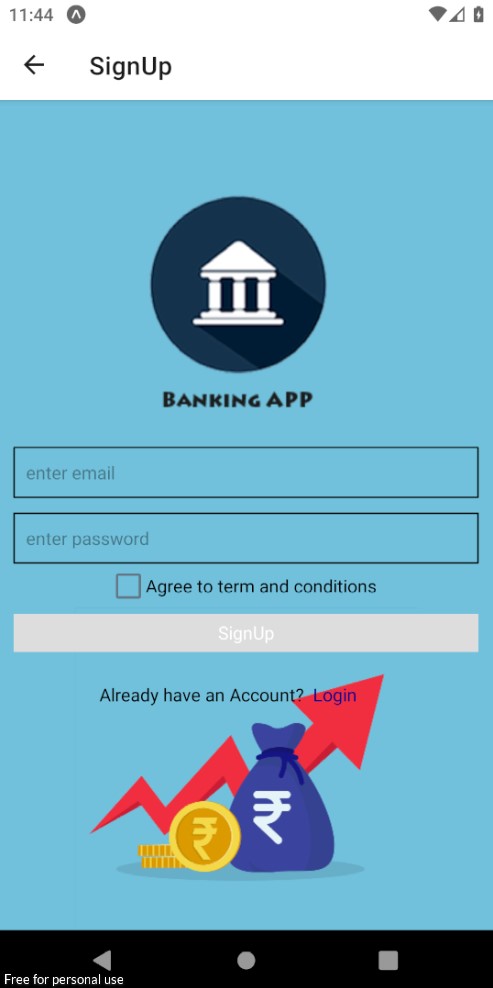 11:44
SignUp
BANKING APP
enter email
enter password
Agree to term and conditions
SignUp
Already have an Account? Login
₹
₹
Free for personal use